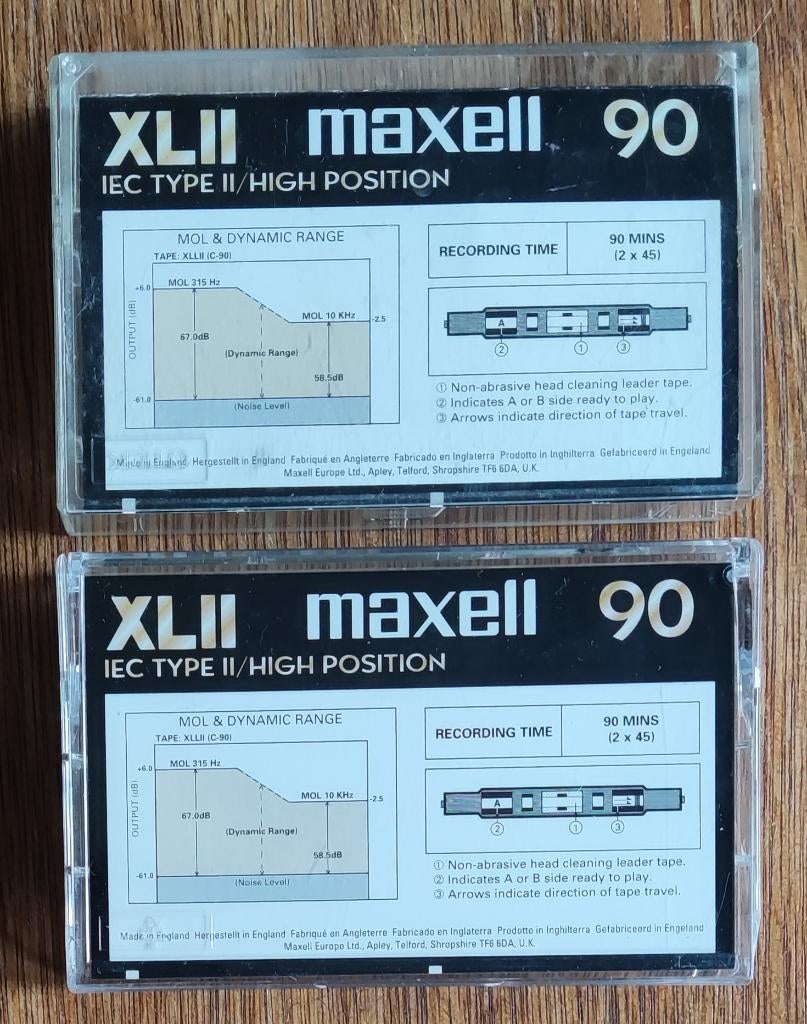 XLII maxell 90
IEC TYPE II/HIGH POSITION
MOL & DYNAMIC RANGE
TAPE: XLLII (C-90)
+6.0
MOL 315 Hz
MOL 10 KHz
-2.5
OUTPUT (dB)
67.0dB
(Dynamic Range)
58.5dB
-61.0
(Noise Level)
RECORDING TIME
90 MINS
(2 x 45)
A
② ① ③
① Non-abrasive head cleaning leader tape.
② Indicates A or B side ready to play.
③ Arrows indicate direction of tape travel.
Made in England Hergestellt in England Fabriqué en Angleterre Fabricado en Inglaterra Prodotto in Inghilterra Gefabriceerd in Engeland
Maxell Europe Ltd., Apley, Telford, Shropshire TF6 6DA, U.K.
XLII maxell 90
IEC TYPE II/HIGH POSITION
MOL & DYNAMIC RANGE
TAPE: XLLII (C-90)
+6.0
MOL 315 Hz
MOL 10 KHz
-2.5
OUTPUT (dB)
67.0dB
(Dynamic Range)
58.5dB
-61.0
(Noise Level)
RECORDING TIME
90 MINS
(2 x 45)
A
② ① ③
① Non-abrasive head cleaning leader tape.
② Indicates A or B side ready to play.
③ Arrows indicate direction of tape travel.
Made in England Hergestellt in England Fabriqué en Angleterre Fabricado en Inglaterra Prodotto in Inghilterra Gefabriceerd in Engeland
Maxell Europe Ltd., Apley, Telford, Shropshire TF6 6DA, U.K.